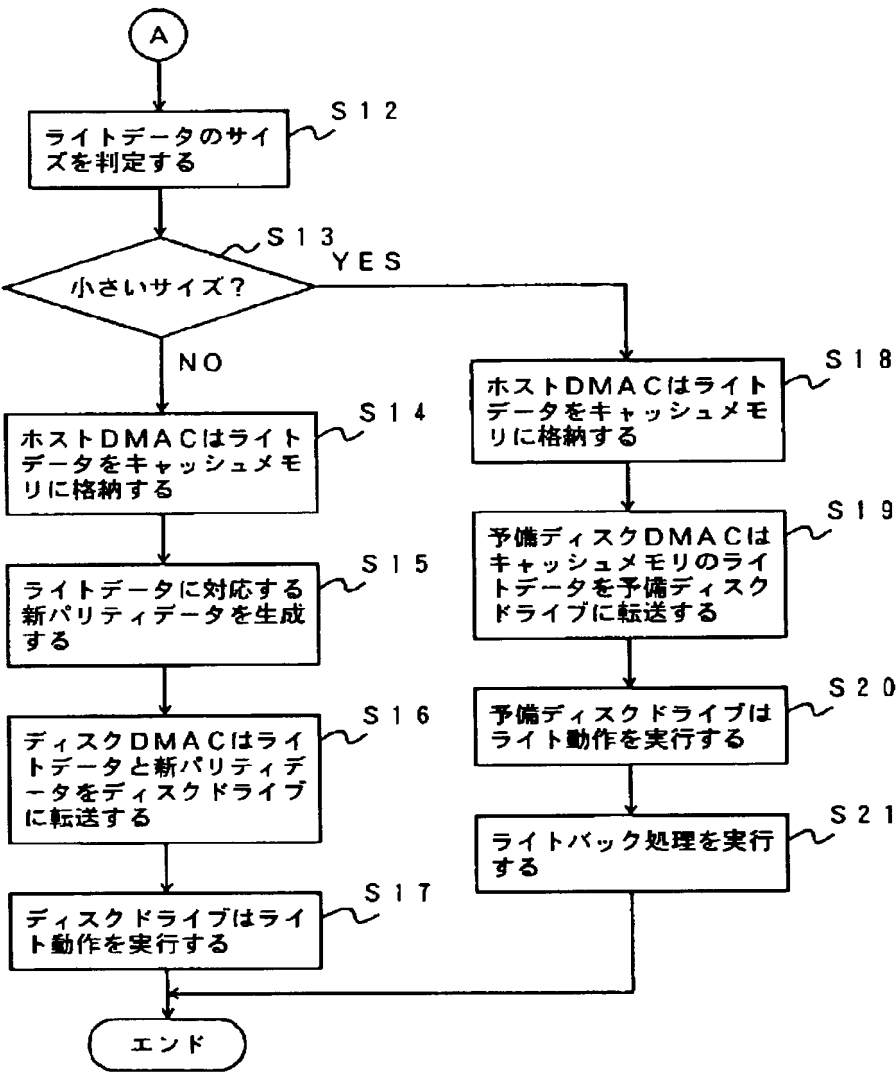 A
S12
ライトデータのサイ
ズを判定する
S13
小さいサイズ?
YES
NO
S14
ホストDMACはライト
データをキャッシュメモ
リに格納する
S15
ライトデータに対応する
新パリティデータを生成
する
S16
ディスクDMACはライ
トデータと新パリティデ
ータをディスクドライブ
に転送する
S17
ディスクドライブはライ
ト動作を実行する
S18
ホストDMACはライト
データをキャッシュメモ
リに格納する
S19
予備ディスクDMACは
キャッシュメモリのライ
トデータを予備ディスク
ドライブに転送する
S20
予備ディスクドライブは
ライト動作を実行する
S21
ライトバック処理を実行
する
エンド